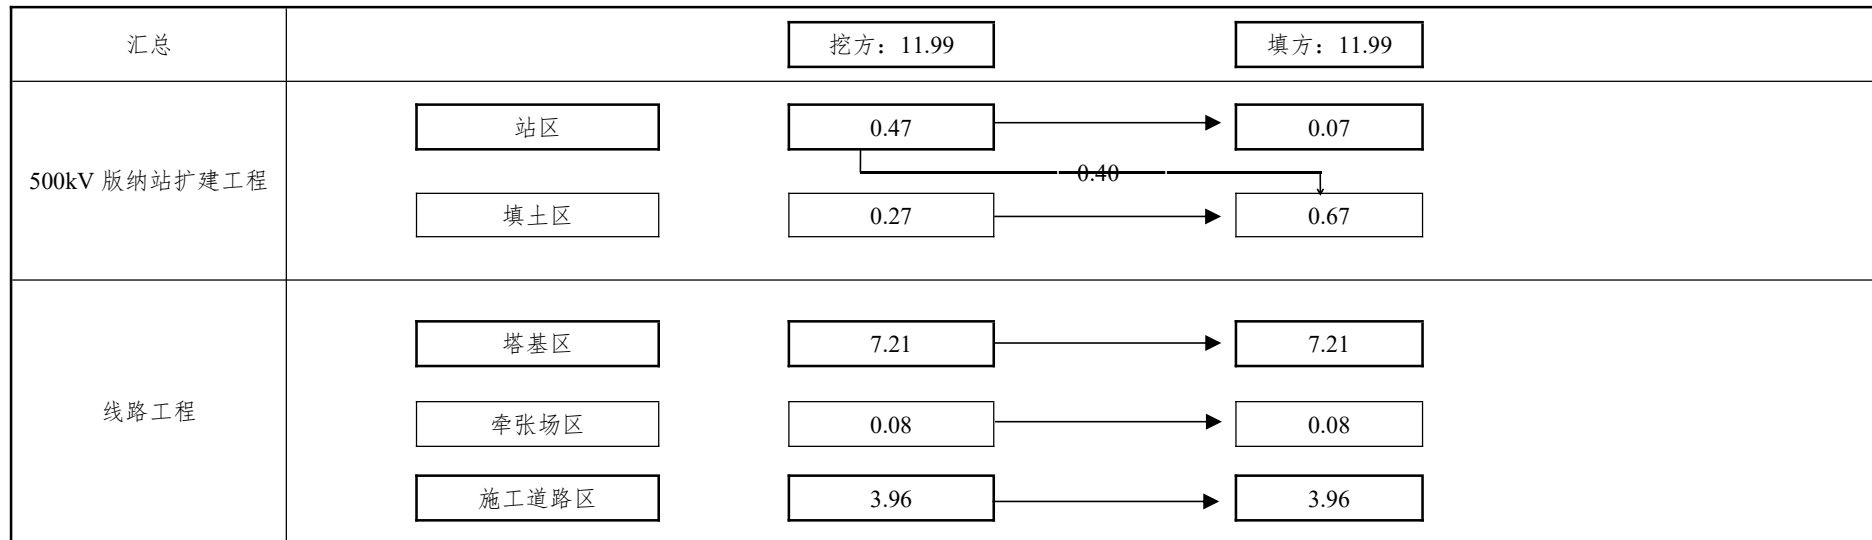 汇总 挖方：11.99 填方：11.99
站区 0.47 0.07
500kV 版纳站扩建工程 0.40
填土区 0.27 0.67
塔基区 7.21 7.21
线路工程 牵张场区 0.08 0.08
施工道路区 3.96 3.96